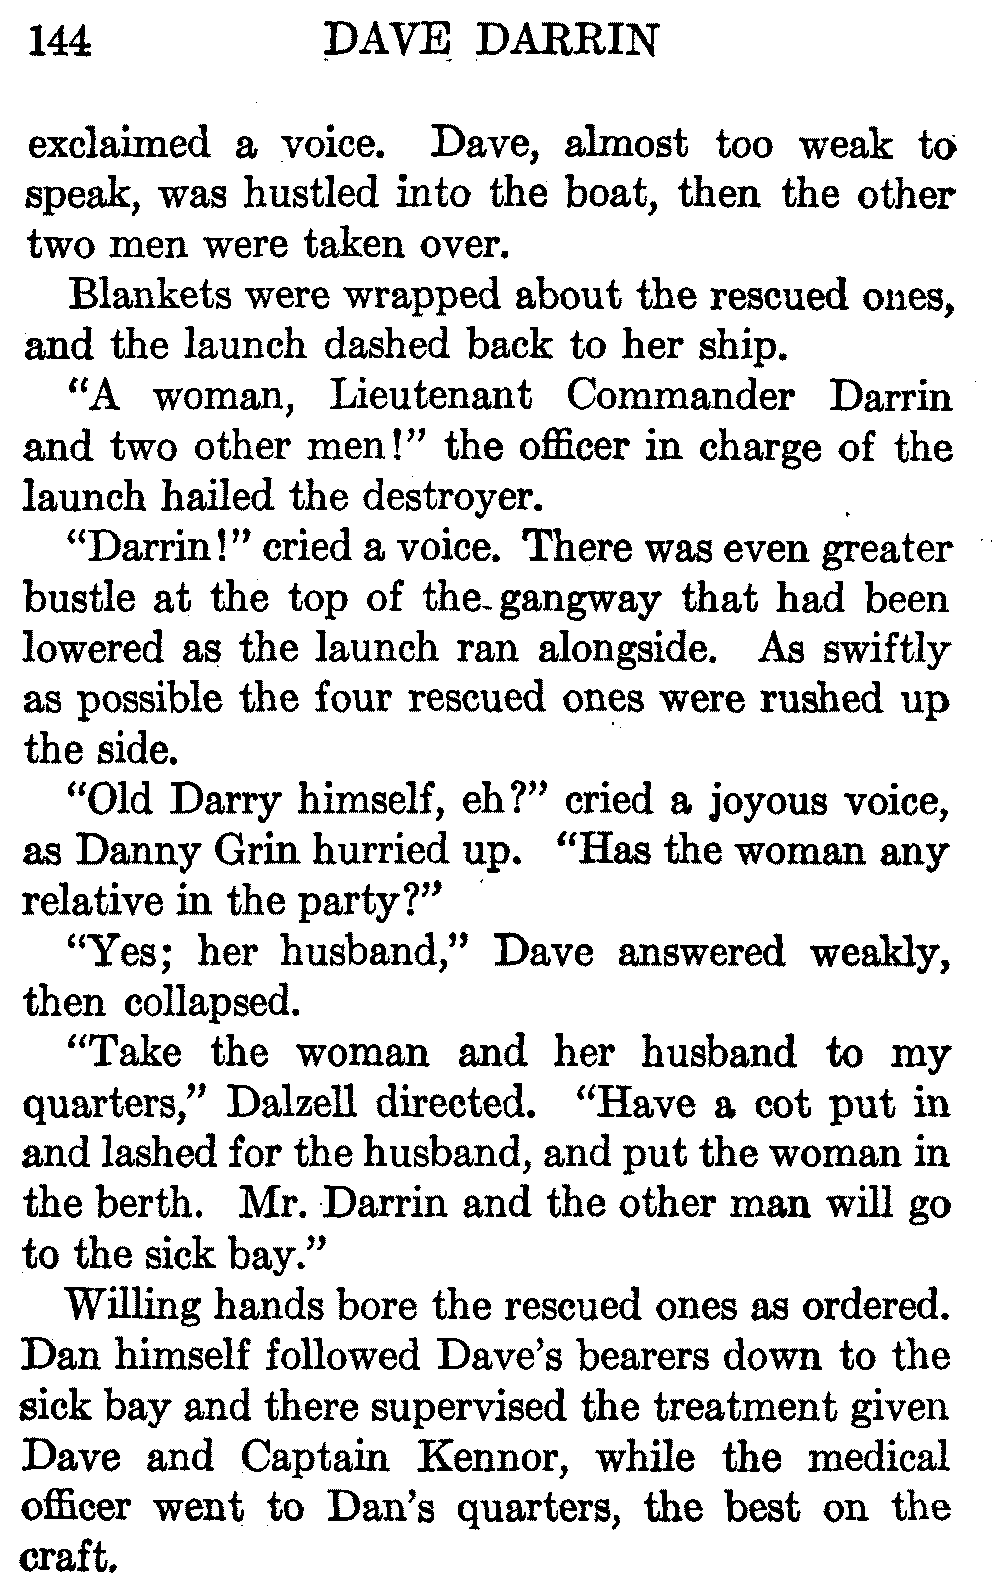 144 DAVE DARRIN
exclaimed a voice. Dave, almost too weak to
speak, was hustled into the boat, then the other
two men were taken over.
Blankets were wrapped about the rescued ones,
and the launch dashed back to her ship.
“A woman, Lieutenant Commander Darrin
and two other men!” the officer in charge of the
launch hailed the destroyer.
“Darrin!” cried a voice. There was even greater
bustle at the top of the gangway that had been
lowered as the launch ran alongside. As swiftly
as possible the four rescued ones were rushed up
the side.
“Old Darry himself, eh?” cried a joyous voice,
as Danny Grin hurried up. “Has the woman any
relative in the party?”
“Yes; her husband,” Dave answered weakly,
then collapsed.
“Take the woman and her husband to my
quarters,” Dalzell directed. “Have a cot put in
and lashed for the husband, and put the woman in
the berth. Mr. Darrin and the other man will go
to the sick bay.”
Willing hands bore the rescued ones as ordered.
Dan himself followed Dave’s bearers down to the
sick bay and there supervised the treatment given
Dave and Captain Kennor, while the medical
officer went to Dan’s quarters, the best on the
craft.